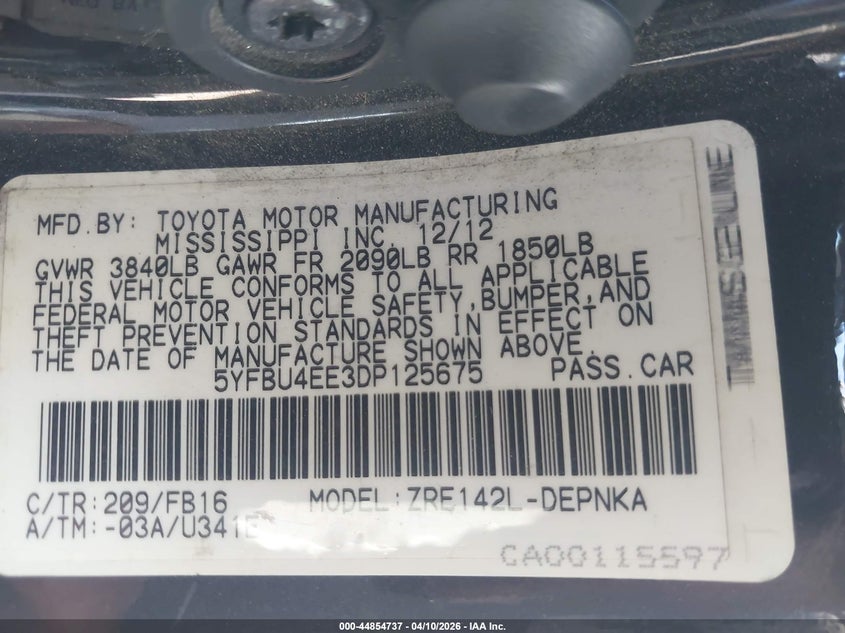 MFD.BY: TOYOTA MOTOR MANUFACTURING
MISSISSIPPI INC. 12/12
GVWR 3840LB GAWR FR 2090LB RR 1850LB
THIS VEHICLE CONFORMS TO ALL APPLICABLE
FEDERAL MOTOR VEHICLE SAFETY,BUMPER,AND
THEFT PREVENTION STANDARDS IN EFFECT ON
THE DATE OF MANUFACTURE SHOWN ABOVE.
5YFBU4EE3DP125675 PASS.CAR
C/TR:209/FB16 MODEL:ZRE142L-DEPNKA
A/TM:-03A/U341E
CA00115597
000-44854737 - 04/10/2026 - IAA Inc.